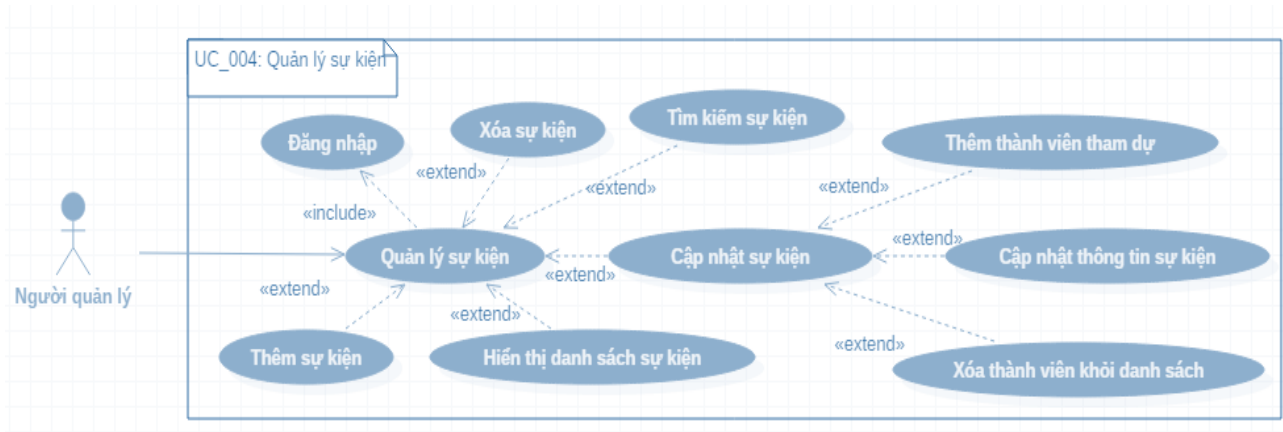 UC_004: Quản lý sự kiện
Tìm kiếm sự kiện
Xóa sự kiện
Đăng nhập
Thêm thành viên tham dự
«extend»
«extend»
«extend»
«include»
«extend»
Quản lý sự kiện
Cập nhật sự kiện
Cập nhật thông tin sự kiện
«extend»
«extend»
Người quản lý
«extend»
«extend»
Thêm sự kiện
Hiển thị danh sách sự kiện
Xóa thành viên khỏi danh sách